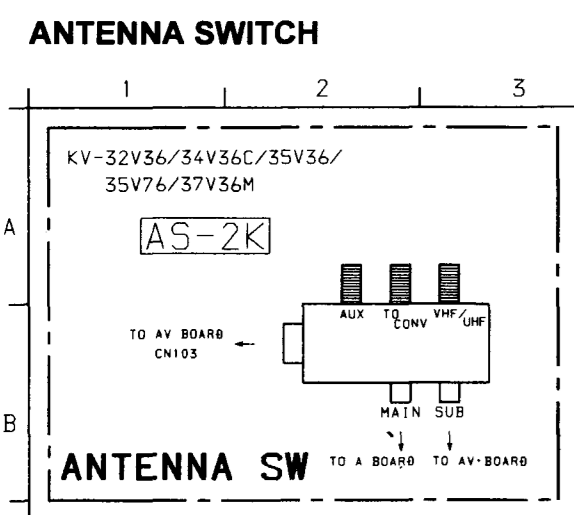 ANTENNA SWITCH
1 2 3
KV-32V36/34V36C/35V36/
35V76/37V36M
A
AS-2K
AUX TO CONV VHF/UHF
TO AV BOARD
CN103
MAIN SUB
B
TO A BOARD TO AV-BOARD
ANTENNA SW